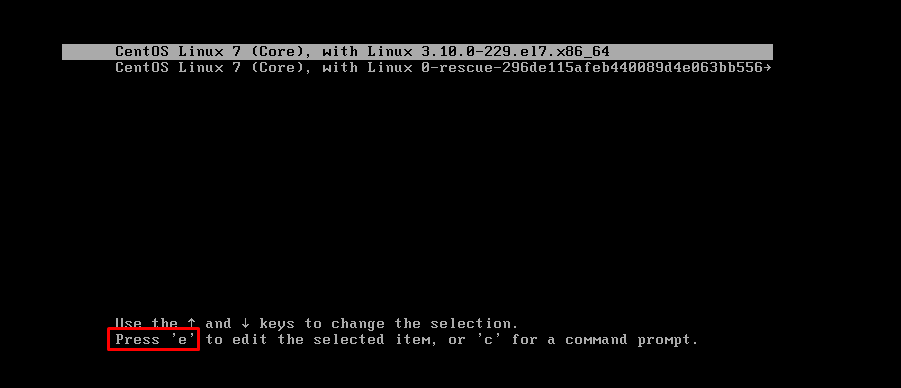 CentOS Linux 7 (Core), with Linux 3.10.0-229.el7.x86_64
CentOS Linux 7 (Core), with Linux 0-rescue-296de115afeb440089d4e063bb556→
Use the ↑ and ↓ keys to change the selection.
Press 'e' to edit the selected item, or 'c' for a command prompt.